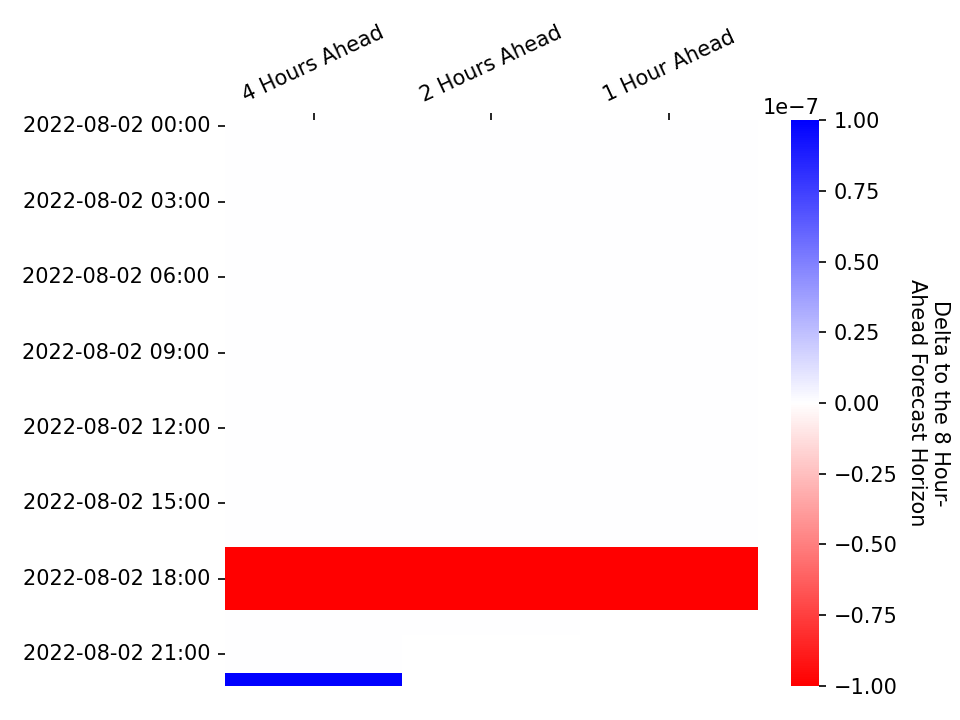 4 Hours Ahead
2 Hours Ahead
1 Hour Ahead
2022-08-02 00:00
2022-08-02 03:00
2022-08-02 06:00
2022-08-02 09:00
2022-08-02 12:00
2022-08-02 15:00
2022-08-02 18:00
2022-08-02 21:00
1e−7
1.00
0.75
0.50
0.25
0.00
−0.25
−0.50
−0.75
−1.00
Delta to the 8 Hour-
Ahead Forecast Horizon